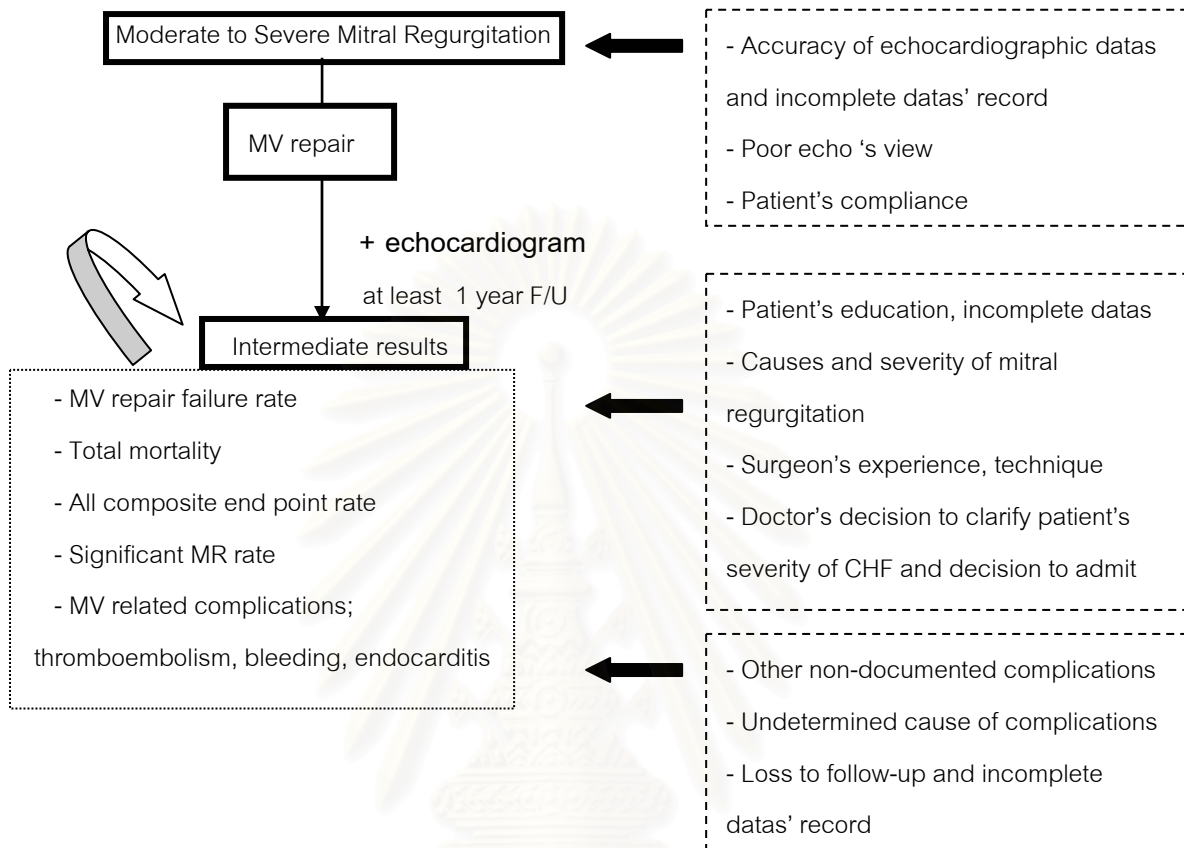 Moderate to Severe Mitral Regurgitation
MV repair
+ echocardiogram
at least 1 year F/U
Intermediate results
- MV repair failure rate
- Total mortality
- All composite end point rate
- Significant MR rate
- MV related complications;
thromboembolism, bleeding, endocarditis
- Accuracy of echocardiographic datas
and incomplete datas' record
- Poor echo 's view
- Patient's compliance
- Patient's education, incomplete datas
- Causes and severity of mitral
regurgitation
- Surgeon's experience, technique
- Doctor's decision to clarify patient's
severity of CHF and decision to admit
- Other non-documented complications
- Undetermined cause of complications
- Loss to follow-up and incomplete
datas' record